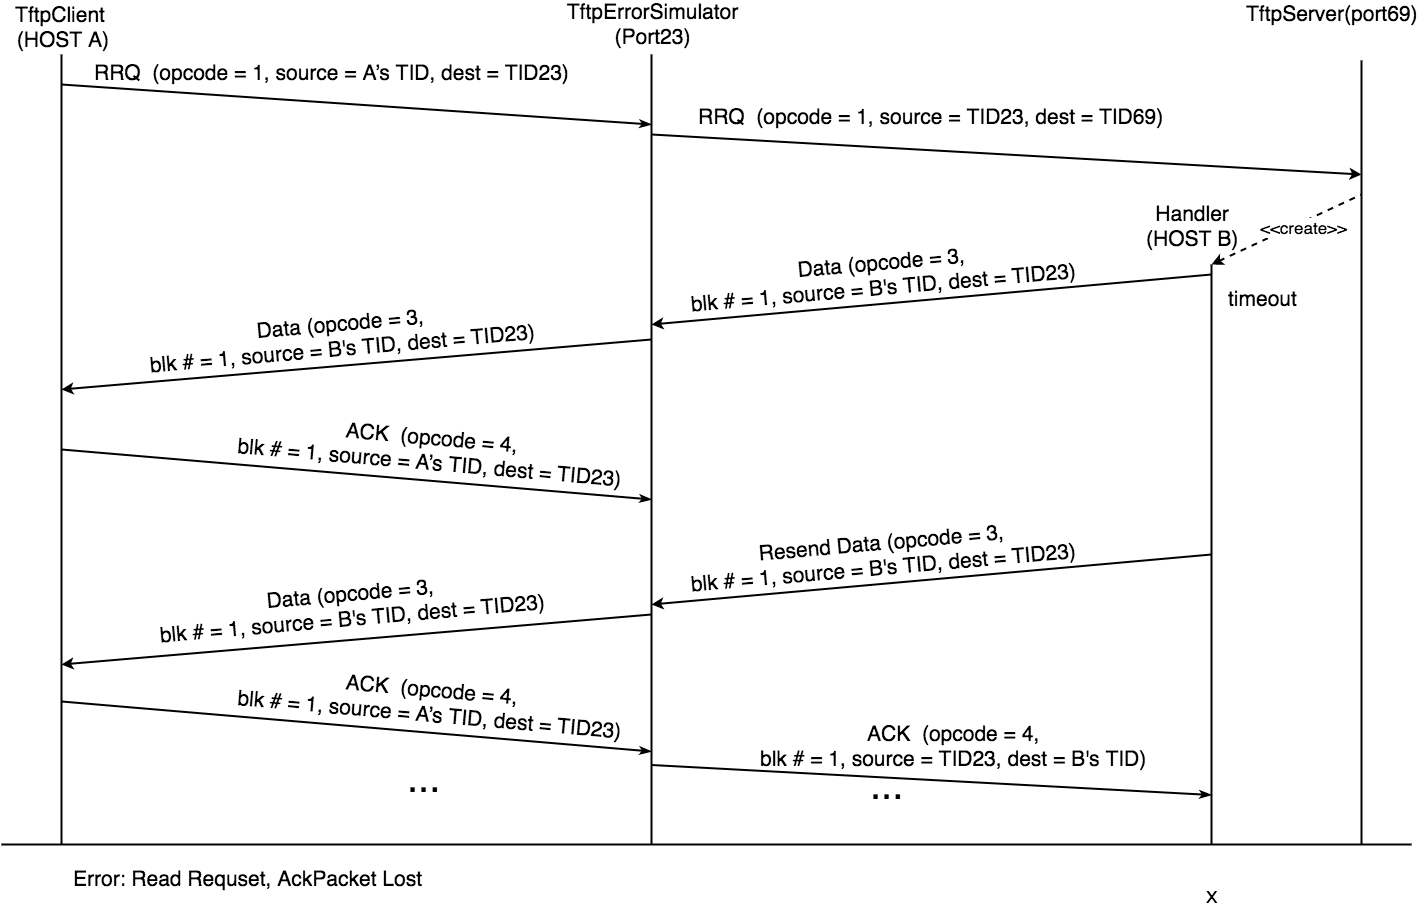 TftpClient
(HOST A)
TftpErrorSimulator
(Port23)
TftpServer(port69)
RRQ  (opcode = 1, source = A's TID, dest = TID23)
RRQ  (opcode = 1, source = TID23, dest = TID69)
Handler
(HOST B)
<<create>>
Data (opcode = 3,
blk # = 1, source = B's TID, dest = TID23)
timeout
Data (opcode = 3,
blk # = 1, source = B's TID, dest = TID23)
ACK  (opcode = 4,
blk # = 1, source = A's TID, dest = TID23)
Resend Data (opcode = 3,
blk # = 1, source = B's TID, dest = TID23)
Data (opcode = 3,
blk # = 1, source = B's TID, dest = TID23)
ACK  (opcode = 4,
blk # = 1, source = A's TID, dest = TID23)
ACK  (opcode = 4,
blk # = 1, source = TID23, dest = B's TID)
...
...
Error: Read Requset, AckPacket Lost
x